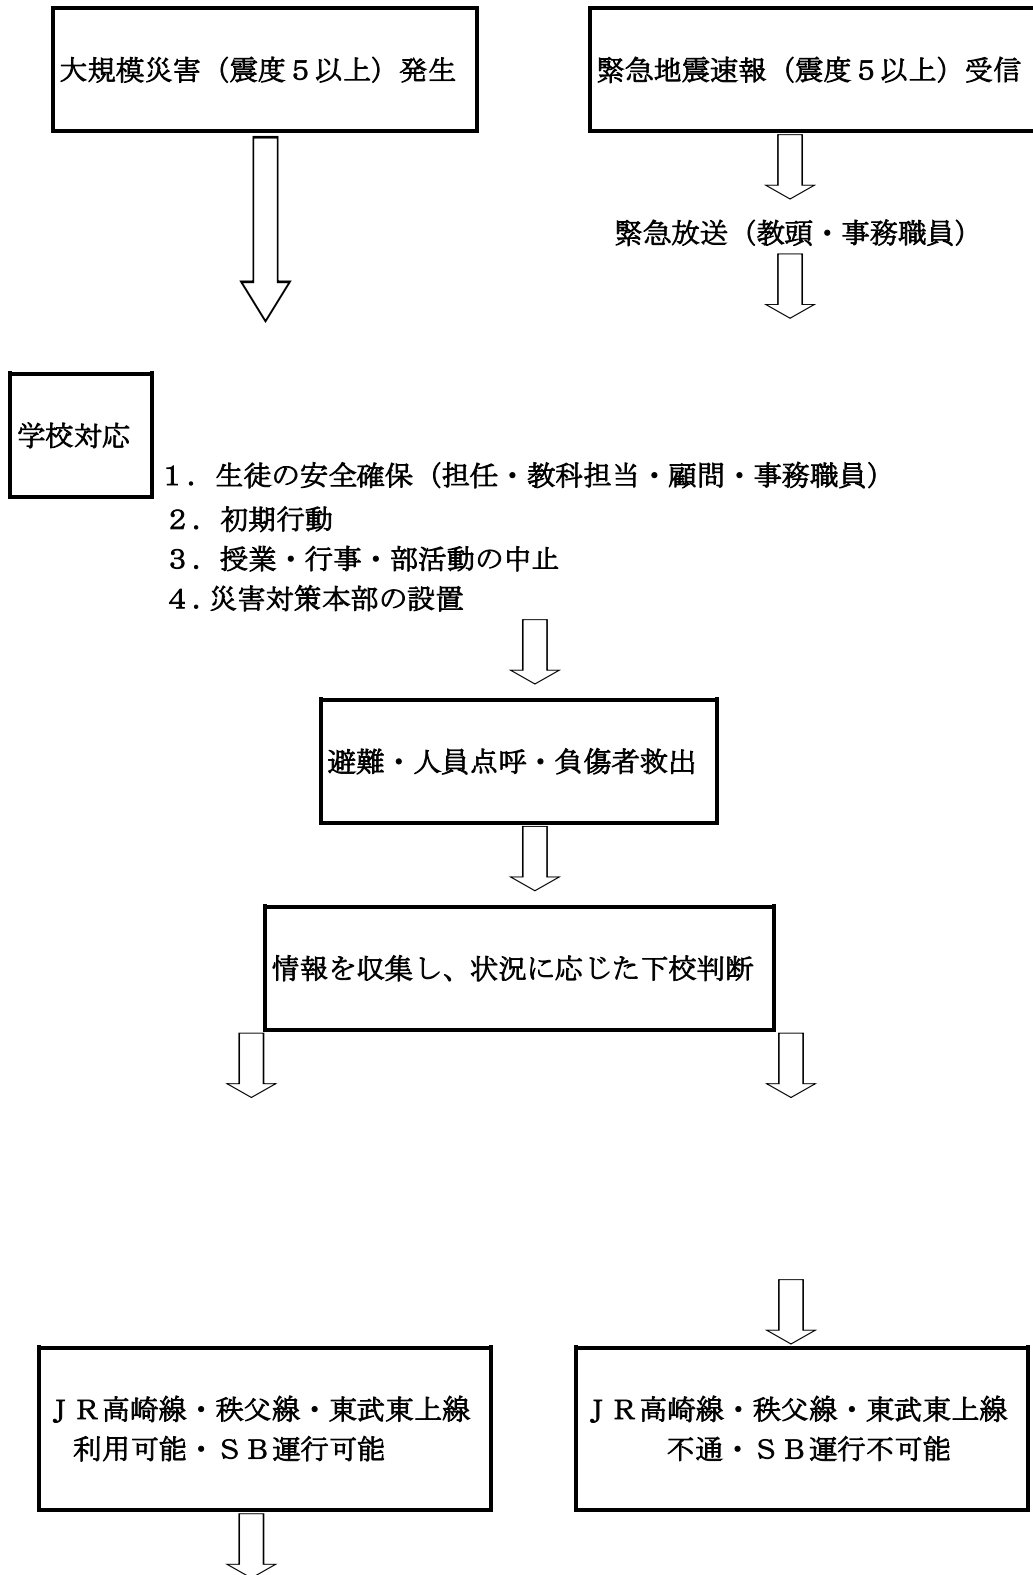 大規模災害（震度５以上）発生
緊急地震速報（震度５以上）受信
緊急放送（教頭・事務職員）
学校対応
１．生徒の安全確保（担任・教科担当・顧問・事務職員）
２．初期行動
３．授業・行事・部活動の中止
４．災害対策本部の設置
避難・人員点呼・負傷者救出
情報を収集し、状況に応じた下校判断
ＪＲ高崎線・秩父線・東武東上線
利用可能・ＳＢ運行可能
ＪＲ高崎線・秩父線・東武東上線
不通・ＳＢ運行不可能